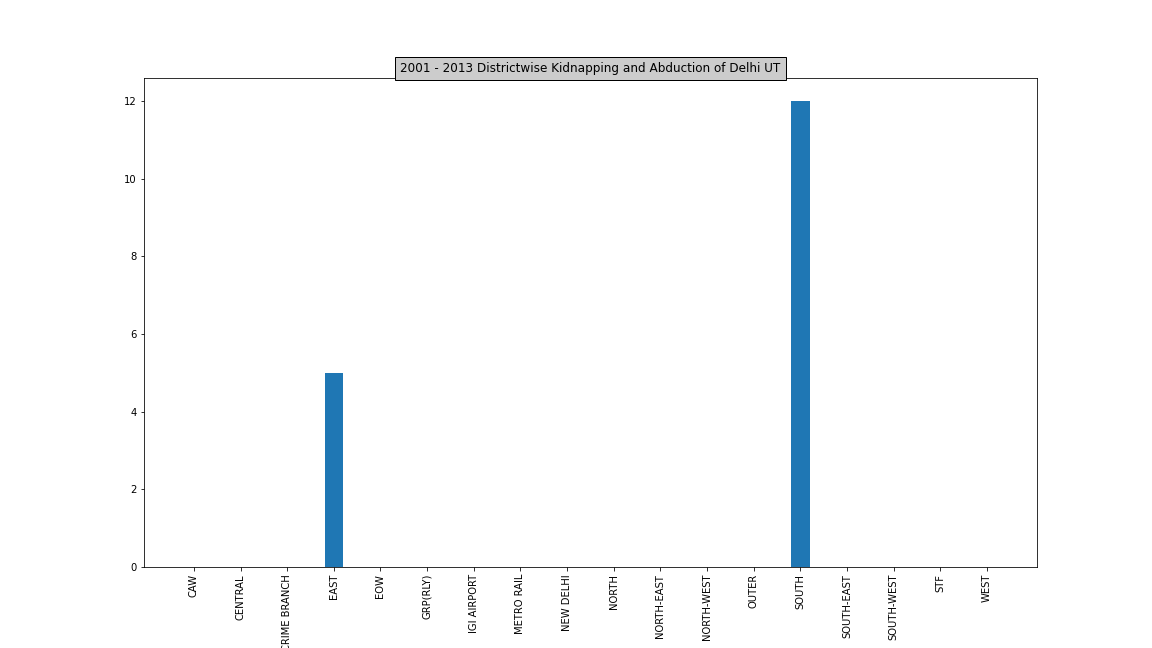 2001 - 2013 Districtwise Kidnapping and Abduction of Delhi UT
12
10
8
6
4
2
0
CAW
CENTRAL
CRIME BRANCH
EAST
EOW
GRP(RLY)
IGI AIRPORT
METRO RAIL
NEW DELHI
NORTH
NORTH-EAST
NORTH-WEST
OUTER
SOUTH
SOUTH-EAST
SOUTH-WEST
STF
WEST